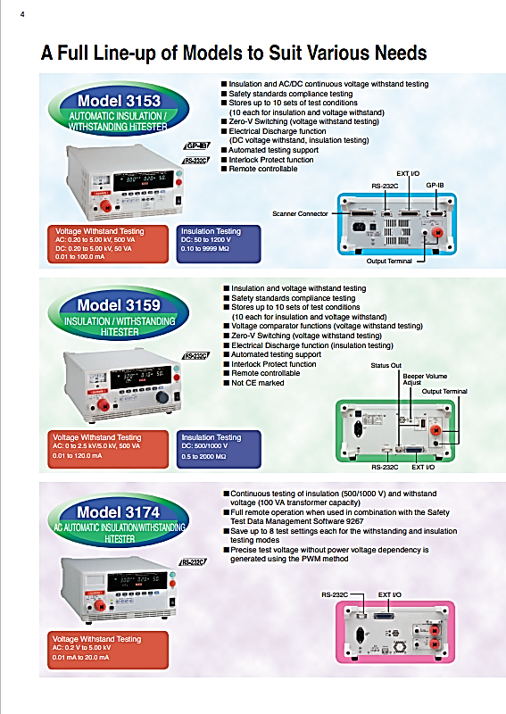 4
A Full Line-up of Models to Suit Various Needs
Model 3153
AUTOMATIC INSULATION /
WITHSTANDING HiTESTER
GP-IB
RS-232C
■ Insulation and AC/DC continuous voltage withstand testing
■ Safety standards compliance testing
■ Stores up to 10 sets of test conditions
(10 each for insulation and voltage withstand)
■ Zero-V Switching (voltage withstand testing)
■ Electrical Discharge function
(DC voltage withstand, insulation testing)
■ Automated testing support
■ Interlock Protect function
■ Remote controllable
EXT I/O
RS-232C
GP-IB
Scanner Connector
Output Terminal
Voltage Withstand Testing
AC: 0.20 to 5.00 kV, 500 VA
DC: 0.20 to 5.00 kV, 50 VA
0.01 to 100.0 mA
Insulation Testing
DC: 50 to 1200 V
0.10 to 9999 MΩ
Model 3159
INSULATION / WITHSTANDING
HiTESTER
RS-232C
■ Insulation and voltage withstand testing
■ Safety standards compliance testing
■ Stores up to 10 sets of test conditions
(10 each for insulation and voltage withstand)
■ Voltage comparator functions (voltage withstand testing)
■ Zero-V Switching (voltage withstand testing)
■ Electrical Discharge function (insulation testing)
■ Automated testing support
■ Interlock Protect function
■ Remote controllable
■ Not CE marked
Status Out
Beeper Volume
Adjust
Output Terminal
RS-232C
EXT I/O
Voltage Withstand Testing
AC: 0 to 2.5 kV/5.0 kV, 500 VA
0.01 to 120.0 mA
Insulation Testing
DC: 500/1000 V
0.5 to 2000 MΩ
Model 3174
AC AUTOMATIC INSULATION/WITHSTANDING
HiTESTER
RS-232C
■ Continuous testing of insulation (500/1000 V) and withstand
voltage (100 VA transformer capacity)
■ Full remote operation when used in combination with the Safety
Test Data Management Software 9267
■ Save up to 8 test settings each for the withstanding and insulation
testing modes
■ Precise test voltage without power voltage dependency is
generated using the PWM method
RS-232C
EXT I/O
Voltage Withstand Testing
AC: 0.2 V to 5.00 kV
0.01 mA to 20.0 mA